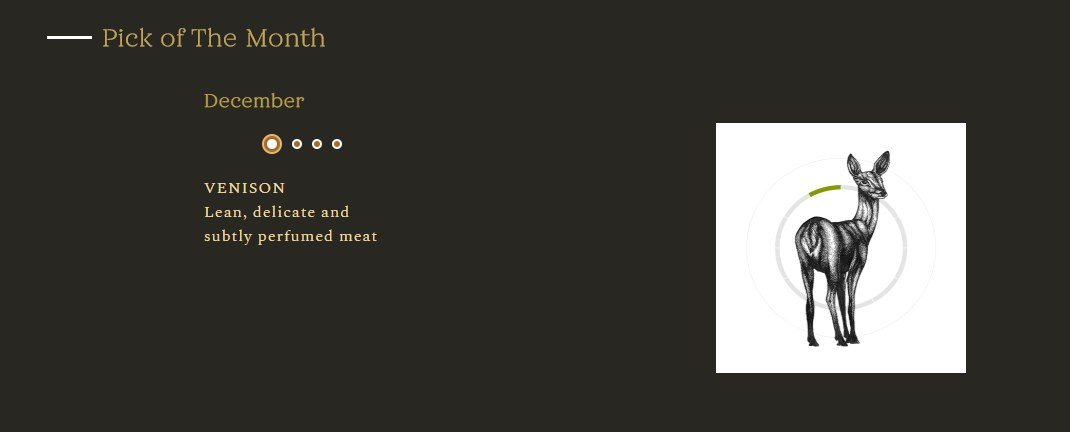 Pick of The Month
December
VENISON
Lean, delicate and
subtly perfumed meat